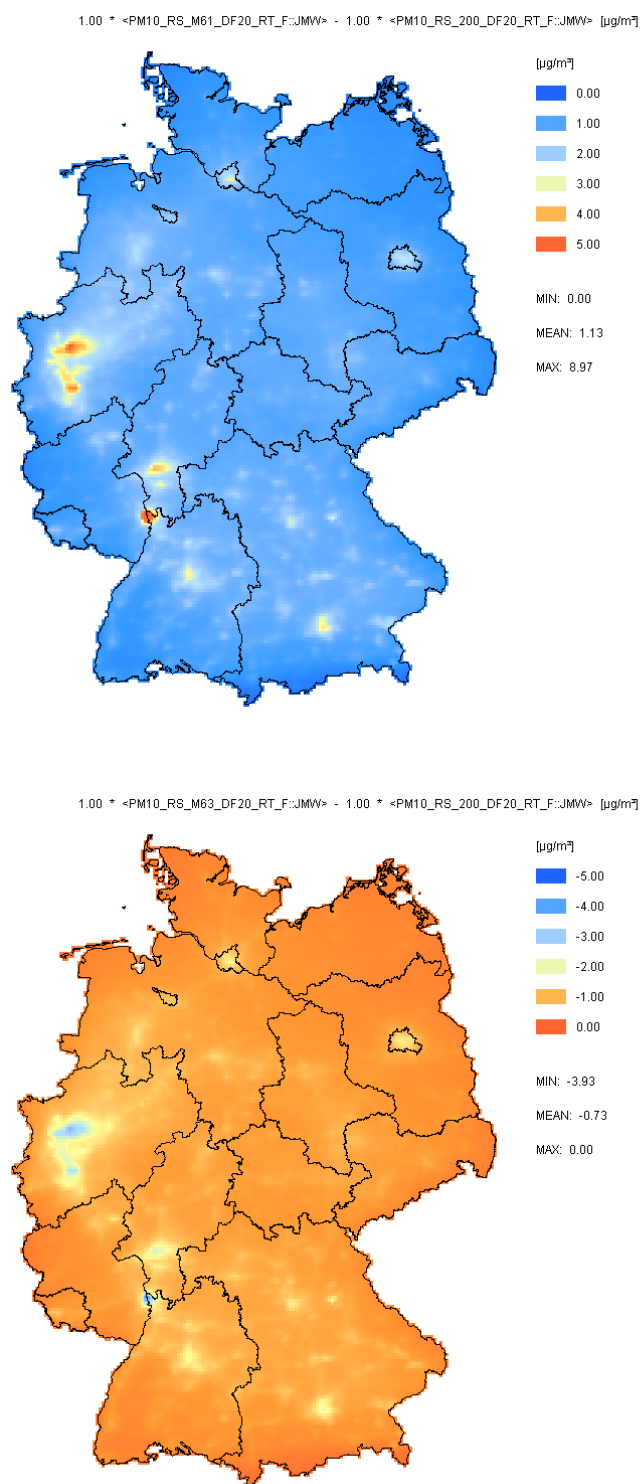 1.00 * <PM10_RS_M61_DF20_RT_F::JMW> - 1.00 * <PM10_RS_200_DF20_RT_F::JMW> [µg/m³]
[µg/m³]
0.00
1.00
2.00
3.00
4.00
5.00
MIN: 0.00
MEAN: 1.13
MAX: 8.97
1.00 * <PM10_RS_M63_DF20_RT_F::JMW> - 1.00 * <PM10_RS_200_DF20_RT_F::JMW> [µg/m³]
[µg/m³]
-5.00
-4.00
-3.00
-2.00
-1.00
0.00
MIN: -3.93
MEAN: -0.73
MAX: 0.00